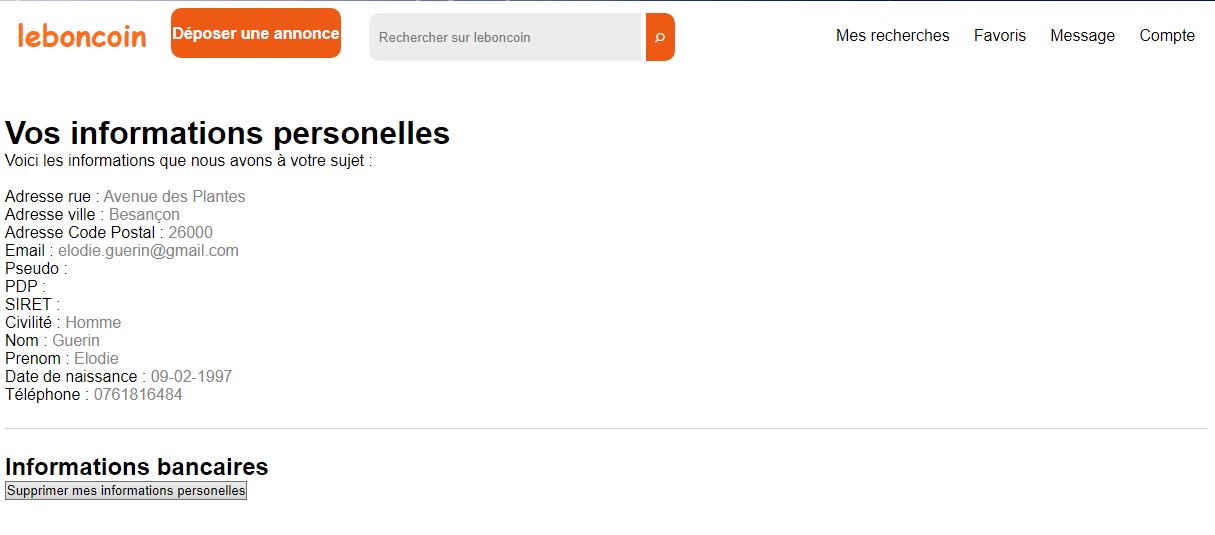 leboncoin
Déposer une annonce
Rechercher sur leboncoin
Mes recherches
Favoris
Message
Compte
Vos informations personelles
Voici les informations que nous avons à votre sujet :
Adresse rue : Avenue des Plantes
Adresse ville : Besançon
Adresse Code Postal : 26000
Email : elodie.guerin@gmail.com
Pseudo :
PDP :
SIRET :
Civilité : Homme
Nom : Guerin
Prenom : Elodie
Date de naissance : 09-02-1997
Téléphone : 0761816484
Informations bancaires
Supprimer mes informations personelles